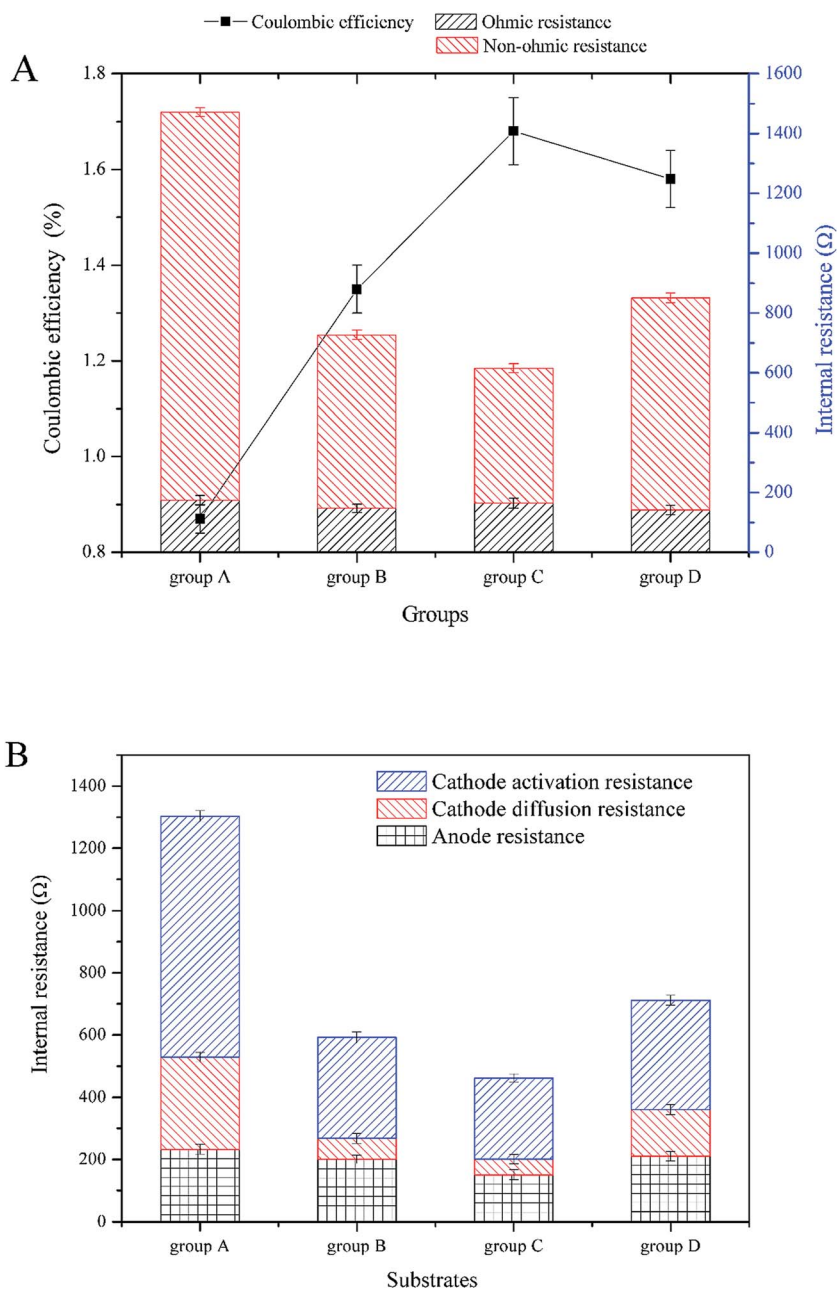 Coulombic efficiency
Ohmic resistance
Non-ohmic resistance
A
1.8
1.6
1.4
1.2
1.0
0.8
Coulombic efficiency (%)
1600
1400
1200
1000
800
600
400
200
0
Internal resistance (Ω)
group A group B group C group D
Groups
B
Cathode activation resistance
Cathode diffusion resistance
Anode resistance
1400
1200
1000
800
600
400
200
0
Internal resistance (Ω)
group A group B group C group D
Substrates